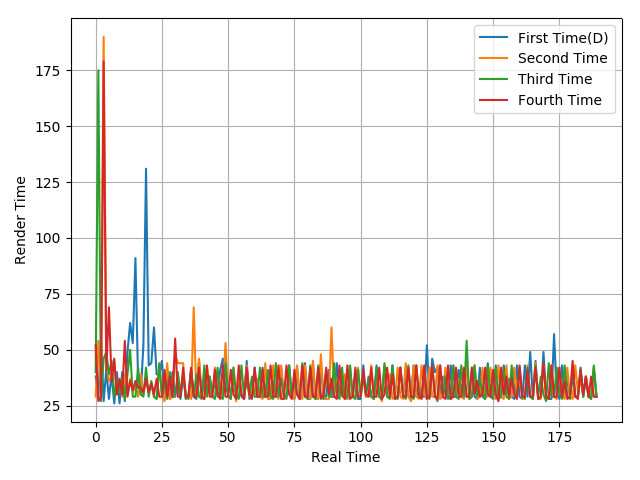 First Time(D)
Second Time
Third Time
Fourth Time
Render Time
175
150
125
100
75
50
25
0
25
50
75
100
125
150
175
Real Time